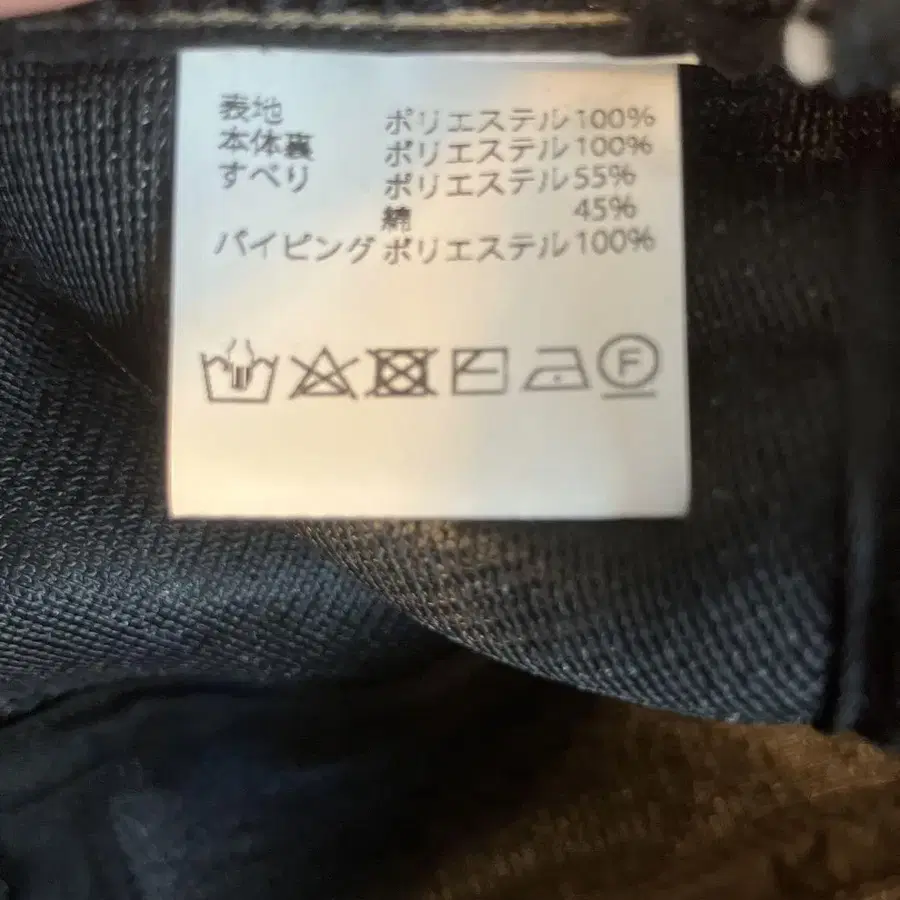 表地 ポリエステル100%
本体裏 ポリエステル100%
すべり ポリエステル55%
綿 45%
パイピング ポリエステル100%
F